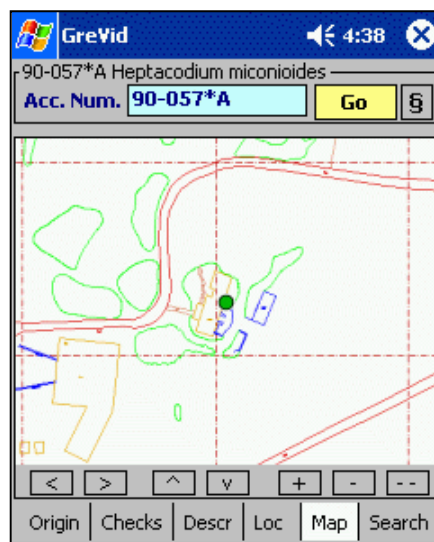 GreVid 4:38
90-057*A Heptacodium miconioides
Acc. Num. 90-057*A Go §
< > ^ v + - --
Origin Checks Descr Loc Map Search